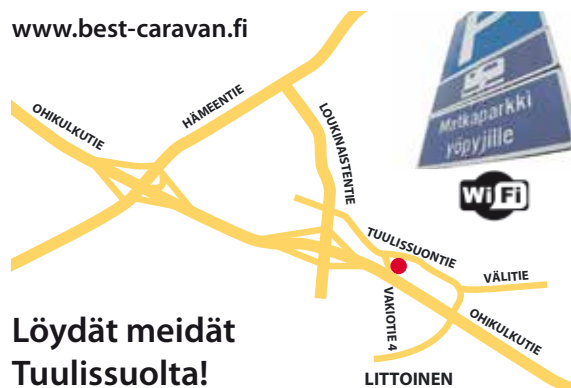 www.best-caravan.fi
P
Matkaparkki
yöpyjille
WiFi
OHIKULKUTIE
HÄMEENTIE
LOUKINAISTENTIE
TUULISSUONTIE
VÄLITIE
VAKIOTIE 4
OHIKULKUTIE
LITTOINEN
Löydät meidät
Tuulissuolta!